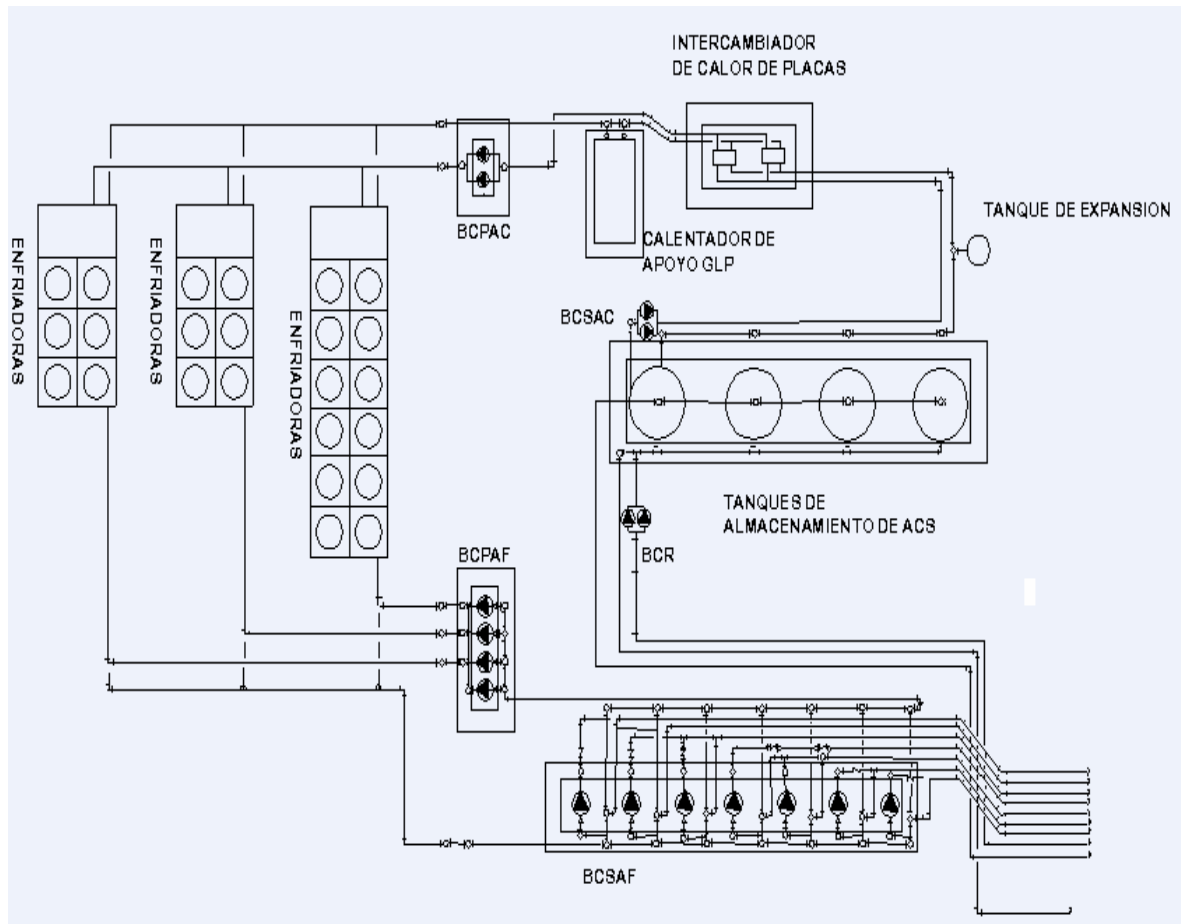 INTERCAMBIADOR
DE CALOR DE PLACAS
TANQUE DE EXPANSION
BCPAC
CALENTADOR DE
APOYO GLP
ENFRIADORAS
ENFRIADORAS
ENFRIADORAS
BCSAC
TANQUES DE
ALMACENAMIENTO DE ACS
BCR
BCPAF
BCSAF